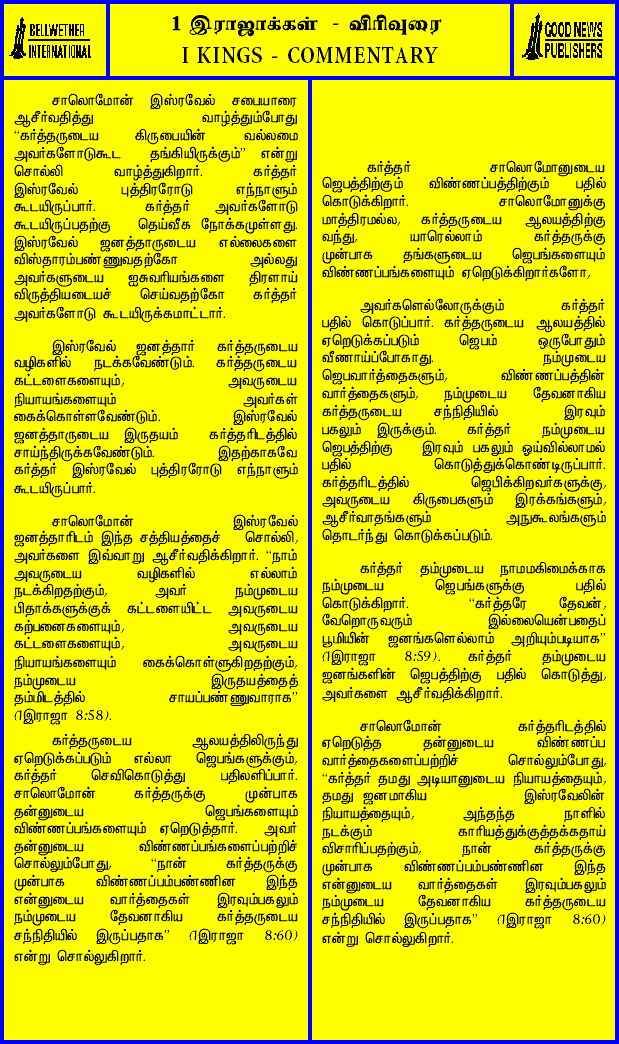 BELLWETHER
INTERNATIONAL
1 இராஜாக்கள் - விரிவுரை
I KINGS - COMMENTARY
GOOD NEWS
PUBLISHERS
சாலொமோன் இஸ்ரவேல் சபையாரை
ஆசீர்வதித்து வாழ்த்தும்போது
“கர்த்தருடைய கிருபையின் வல்லமை
அவர்களோடுகூட தங்கியிருக்கும்” என்று
சொல்லி வாழ்த்துகிறார். கர்த்தர்
இஸ்ரவேல் புத்திரரோடு எந்நாளும்
கூடயிருப்பார். கர்த்தர் அவர்களோடு
கூடயிருப்பதற்கு தெய்வீக நோக்கமுள்ளது.
இஸ்ரவேல் ஜனத்தாருடைய எல்லைகளை
விஸ்தாரம்பண்ணுவதற்கோ அல்லது
அவர்களுடைய ஐசுவரியங்களை திரளாய்
விருத்தியடையச் செய்வதற்கோ கர்த்தர்
அவர்களோடு கூடயிருக்கமாட்டார்.
இஸ்ரவேல் ஜனத்தார் கர்த்தருடைய
வழிகளில் நடக்கவேண்டும். கர்த்தருடைய
கட்டளைகளையும், அவருடைய
நியாயங்களையும் அவர்கள்
கைக்கொள்ளவேண்டும். இஸ்ரவேல்
ஜனத்தாருடைய இருதயம் கர்த்தரிடத்தில்
சாய்ந்திருக்கவேண்டும். இதற்காகவே
கர்த்தர் இஸ்ரவேல் புத்திரரோடு எந்நாளும்
கூடயிருப்பார்.
சாலொமோன் இஸ்ரவேல்
ஜனத்தாரிடம் இந்த சத்தியத்தைச் சொல்லி,
அவர்களை இவ்வாறு ஆசீர்வதிக்கிறார். “நாம்
அவருடைய வழிகளில் எல்லாம்
நடக்கிறதற்கும், அவர் நம்முடைய
பிதாக்களுக்குக் கட்டளையிட்ட அவருடைய
கற்பனைகளையும், அவருடைய
கட்டளைகளையும், அவருடைய
நியாயங்களையும் கைக்கொள்ளுகிறதற்கும்,
நம்முடைய இருதயத்தைத்
தம்மிடத்தில் சாயப்பண்ணுவாராக”
(1இராஜா 8:58).
கர்த்தருடைய ஆலயத்திலிருந்து
ஏறெடுக்கப்படும் எல்லா ஜெபங்களுக்கும்,
கர்த்தர் செவிகொடுத்து பதிலளிப்பார்.
சாலொமோன் கர்த்தருக்கு முன்பாக
தன்னுடைய ஜெபங்களையும்
விண்ணப்பங்களையும் ஏறெடுத்தார். அவர்
தன்னுடைய விண்ணப்பங்களைப்பற்றிச்
சொல்லும்போது, “நான் கர்த்தருக்கு
முன்பாக விண்ணப்பம்பண்ணின இந்த
என்னுடைய வார்த்தைகள் இரவும்பகலும்
நம்முடைய தேவனாகிய கர்த்தருடைய
சந்நிதியில் இருப்பதாக” (1இராஜா 8:60)
என்று சொல்லுகிறார்.
கர்த்தர் சாலொமோனுடைய
ஜெபத்திற்கும் விண்ணப்பத்திற்கும் பதில்
கொடுக்கிறார். சாலொமோனுக்கு
மாத்திரமல்ல, கர்த்தருடைய ஆலயத்திற்கு
வந்து, யாரெல்லாம் கர்த்தருக்கு
முன்பாக தங்களுடைய ஜெபங்களையும்
விண்ணப்பங்களையும் ஏறெடுக்கிறார்களோ,
அவர்களெல்லோருக்கும் கர்த்தர்
பதில் கொடுப்பார். கர்த்தருடைய ஆலயத்தில்
ஏறெடுக்கப்படும் ஜெபம் ஒருபோதும்
வீணாய்ப்போகாது. நம்முடைய
ஜெபவார்த்தைகளும், விண்ணப்பத்தின்
வார்த்தைகளும், நம்முடைய தேவனாகிய
கர்த்தருடைய சந்நிதியில் இரவும்
பகலும் இருக்கும். கர்த்தர் நம்முடைய
ஜெபத்திற்கு இரவும் பகலும் ஓய்வில்லாமல்
பதில் கொடுத்துக்கொண்டிருப்பார்.
கர்த்தரிடத்தில் ஜெபிக்கிறவர்களுக்கு,
அவருடைய கிருபைகளும் இரக்கங்களும்,
ஆசீர்வாதங்களும் அநுகூலங்களும்
தொடர்ந்து கொடுக்கப்படும்.
கர்த்தர் தம்முடைய நாமமகிமைக்காக
நம்முடைய ஜெபங்களுக்கு பதில்
கொடுக்கிறார். “கர்த்தரே தேவன்,
வேறொருவரும் இல்லையென்பதைப்
பூமியின் ஜனங்களெல்லாம் அறியும்படியாக”
(1இராஜா 8:59). கர்த்தர் தம்முடைய
ஜனங்களின் ஜெபத்திற்கு பதில் கொடுத்து,
அவர்களை ஆசீர்வதிக்கிறார்.
சாலொமோன் கர்த்தரிடத்தில்
ஏறெடுத்த தன்னுடைய விண்ணப்ப
வார்த்தைகளைப்பற்றிச் சொல்லும்போது,
“கர்த்தர் தமது அடியானுடைய நியாயத்தையும்,
தமது ஜனமாகிய இஸ்ரவேலின்
நியாயத்தையும், அந்தந்த நாளில்
நடக்கும் காரியத்துக்குத்தக்கதாய்
விசாரிப்பதற்கும், நான் கர்த்தருக்கு
முன்பாக விண்ணப்பம்பண்ணின இந்த
என்னுடைய வார்த்தைகள் இரவும்பகலும்
நம்முடைய தேவனாகிய கர்த்தருடைய
சந்நிதியில் இருப்பதாக” (1இராஜா 8:60)
என்று சொல்லுகிறார்.